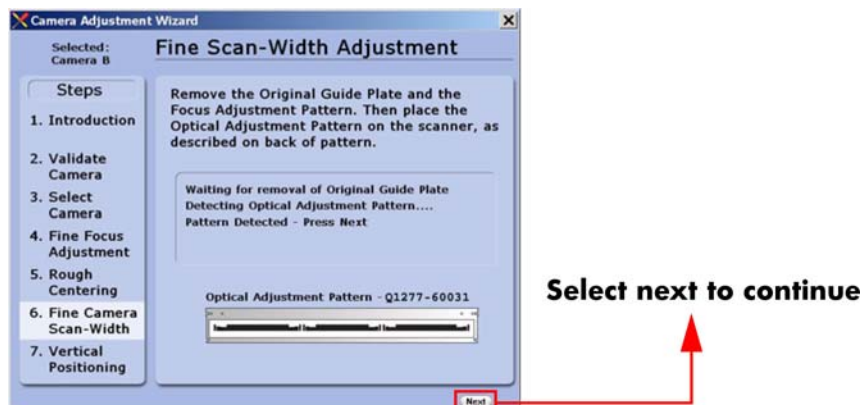 Camera Adjustment Wizard
Selected:
Camera B
Fine Scan-Width Adjustment
Steps
1. Introduction
2. Validate
Camera
3. Select
Camera
4. Fine Focus
Adjustment
5. Rough
Centering
6. Fine Camera
Scan-Width
7. Vertical
Positioning
Remove the Original Guide Plate and the
Focus Adjustment Pattern. Then place the
Optical Adjustment Pattern on the scanner, as
described on back of pattern.
Waiting for removal of Original Guide Plate
Detecting Optical Adjustment Pattern....
Pattern Detected - Press Next
Optical Adjustment Pattern - Q1277-60031
Next
Select next to continue